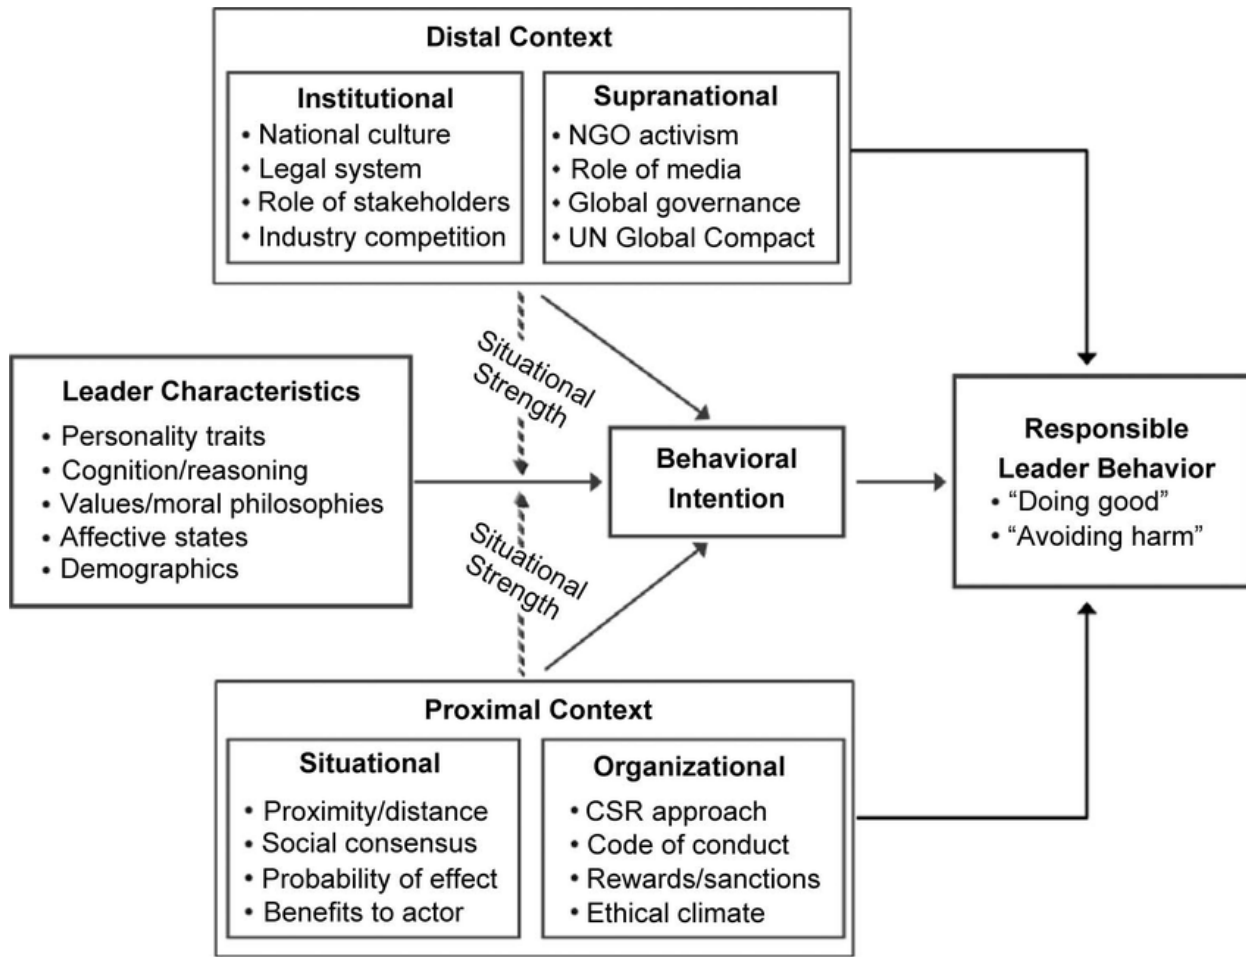 Distal Context
Institutional
• National culture
• Legal system
• Role of stakeholders
• Industry competition
Supranational
• NGO activism
• Role of media
• Global governance
• UN Global Compact
Situational
Strength
Leader Characteristics
• Personality traits
• Cognition/reasoning
• Values/moral philosophies
• Affective states
• Demographics
Behavioral
Intention
Responsible
Leader Behavior
• “Doing good”
• “Avoiding harm”
Situational
Strength
Proximal Context
Situational
• Proximity/distance
• Social consensus
• Probability of effect
• Benefits to actor
Organizational
• CSR approach
• Code of conduct
• Rewards/sanctions
• Ethical climate